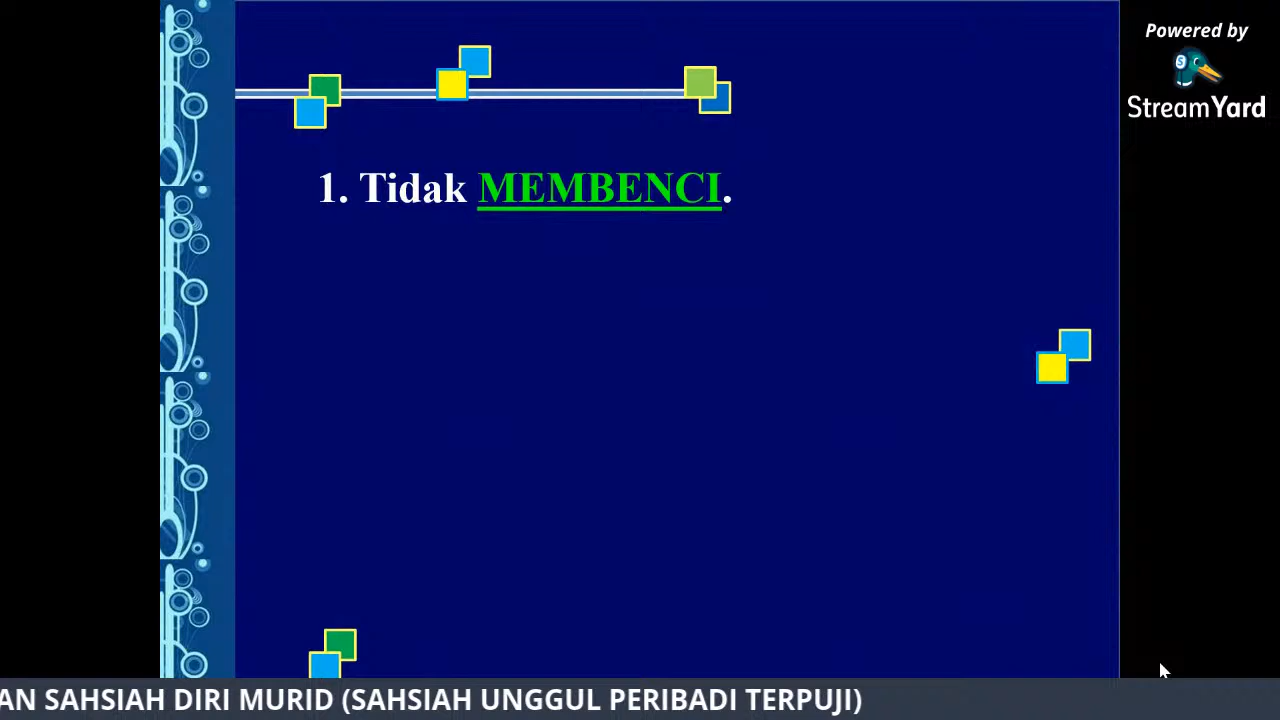 Powered by
StreamYard
1. Tidak MEMBENCI.
AN SAHSIAH DIRI MURID (SAHSIAH UNGGUL PERIBADI TERPUJI)